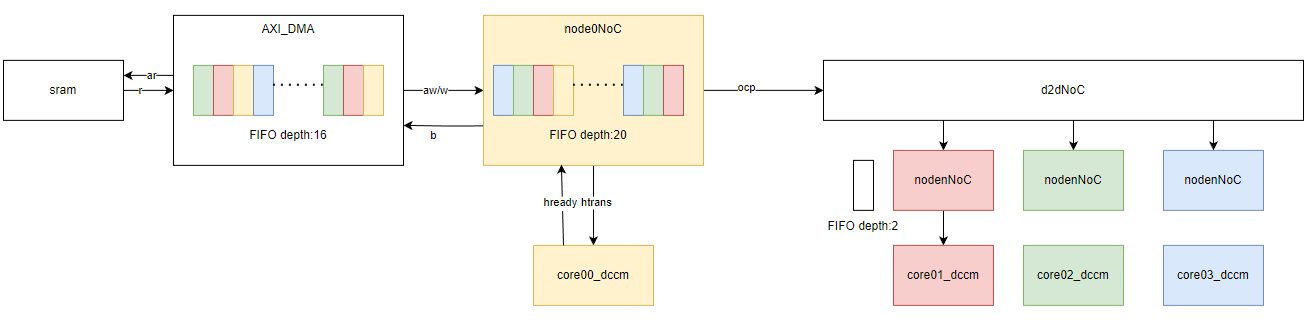 AXI_DMA
node0NoC
sram
ar
r
aw/w
b
ocp
d2dNoC
FIFO depth:16
FIFO depth:20
nodenNoC
nodenNoC
nodenNoC
hready
htrans
FIFO depth:2
core00_dccm
core01_dccm
core02_dccm
core03_dccm